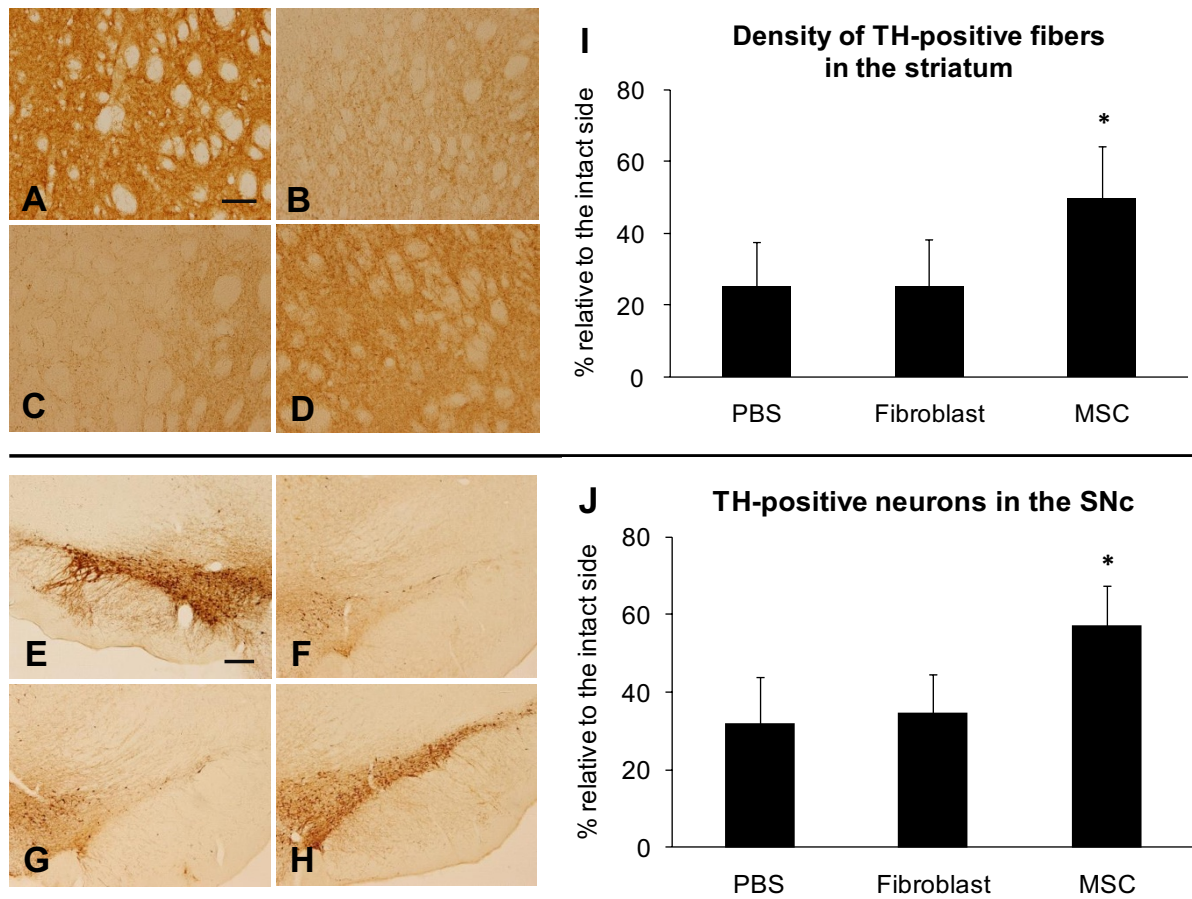 A
B
C
D
I
Density of TH-positive fibers
in the striatum
% relative to the intact side
80
60
40
20
0
*
PBS
Fibroblast
MSC
E
F
G
H
J
TH-positive neurons in the SNc
% relative to the intact side
80
60
40
20
0
*
PBS
Fibroblast
MSC